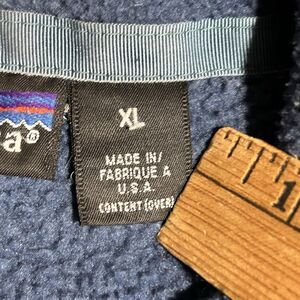 a®
XL
MADE IN/
FABRIQUE A
U.S.A.
CONTENT (OVER)
1